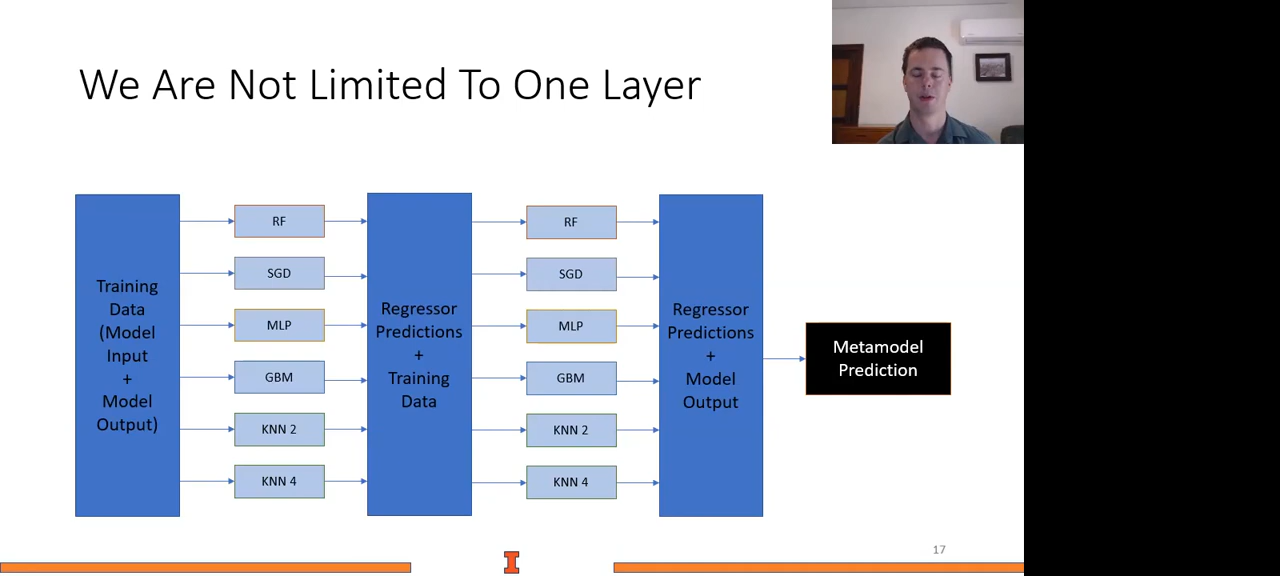 We Are Not Limited To One Layer
Training
Data
(Model
Input
+
Model
Output)
RF
SGD
MLP
GBM
KNN 2
KNN 4
Regressor
Predictions
+
Training
Data
RF
SGD
MLP
GBM
KNN 2
KNN 4
Regressor
Predictions
+
Model
Output
Metamodel
Prediction
I
17